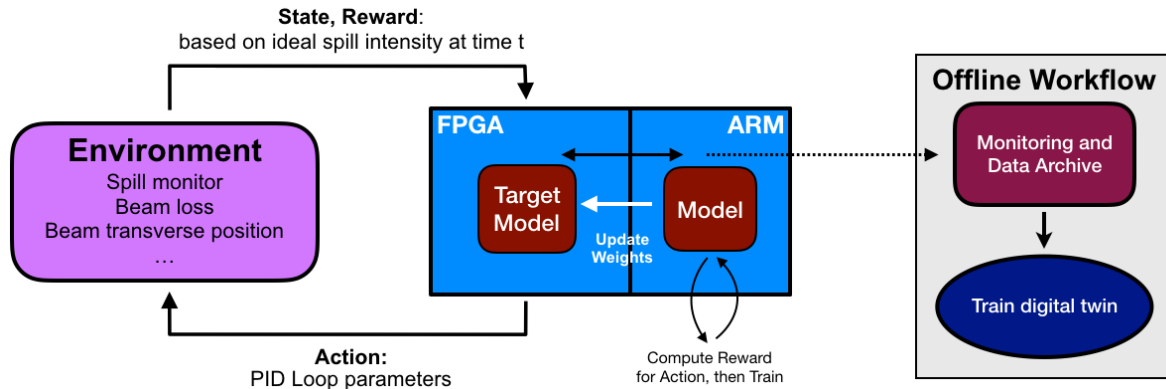 State, Reward:
based on ideal spill intensity at time t
Environment
Spill monitor
Beam loss
Beam transverse position
…
FPGA
ARM
Target
Model
Model
Update
Weights
Action:
PID Loop parameters
Compute Reward
for Action, then Train
Offline Workflow
Monitoring and
Data Archive
Train digital twin